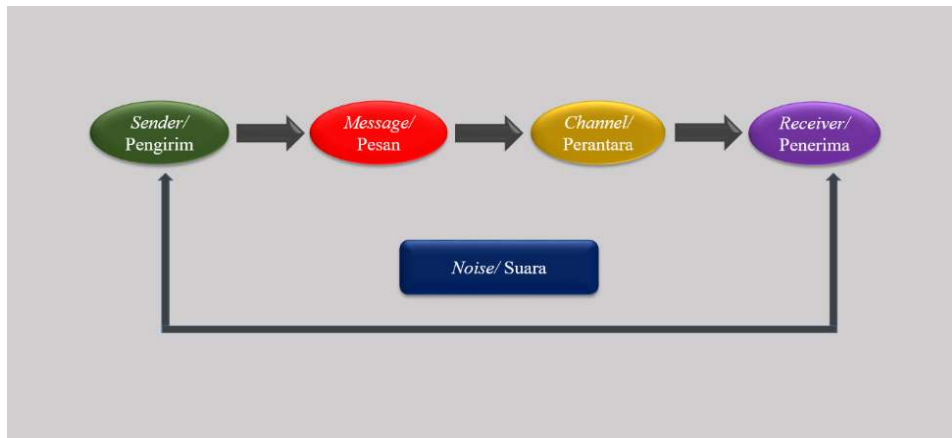 Sender/
Pengirim
Message/
Pesan
Channel/
Perantara
Receiver/
Penerima
Noise/ Suara